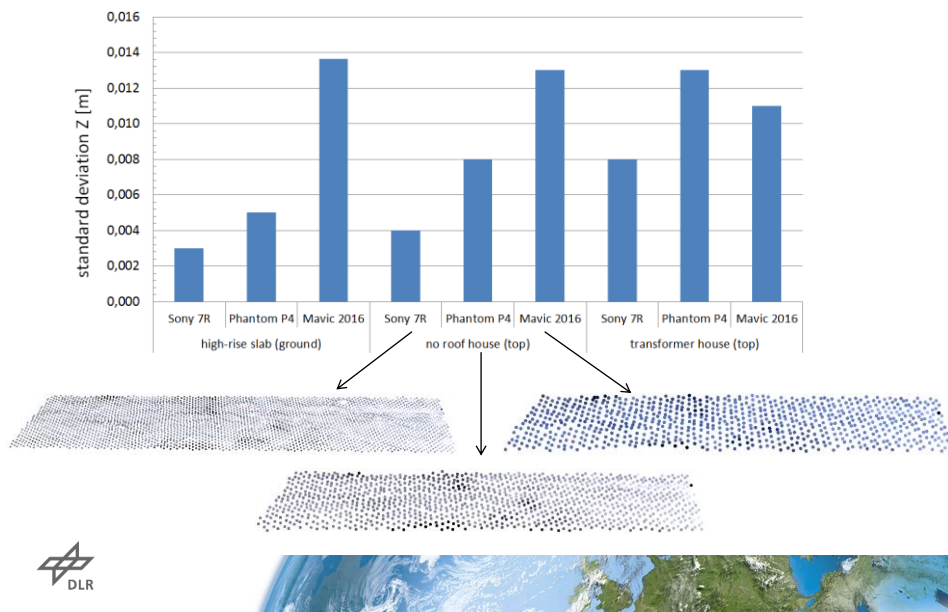 0,016
0,014
0,012
0,010
0,008
0,006
0,004
0,002
0,000
standard deviation Z [m]
Sony 7R Phantom P4 Mavic 2016 Sony 7R Phantom P4 Mavic 2016 Sony 7R Phantom P4 Mavic 2016
high-rise slab (ground) no roof house (top) transformer house (top)
DLR